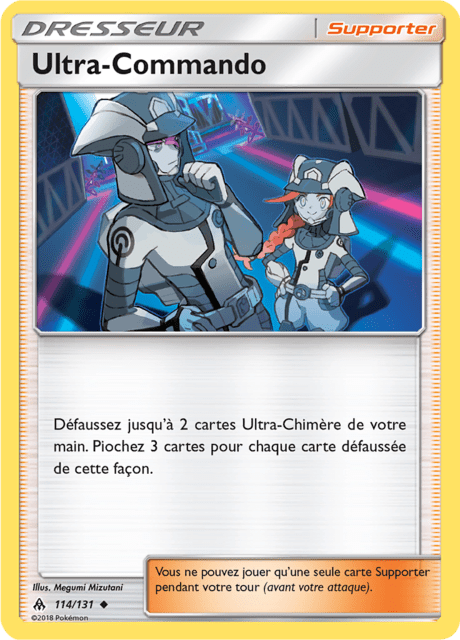 DRESSEUR Supporter
Ultra-Commando
Défaussez jusqu'à 2 cartes Ultra-Chimère de votre
main. Piochez 3 cartes pour chaque carte défaussée
de cette façon.
Vous ne pouvez jouer qu'une seule carte Supporter
pendant votre tour (avant votre attaque).
Illus. Megumi Mizutani
114/131
©2018 Pokémon